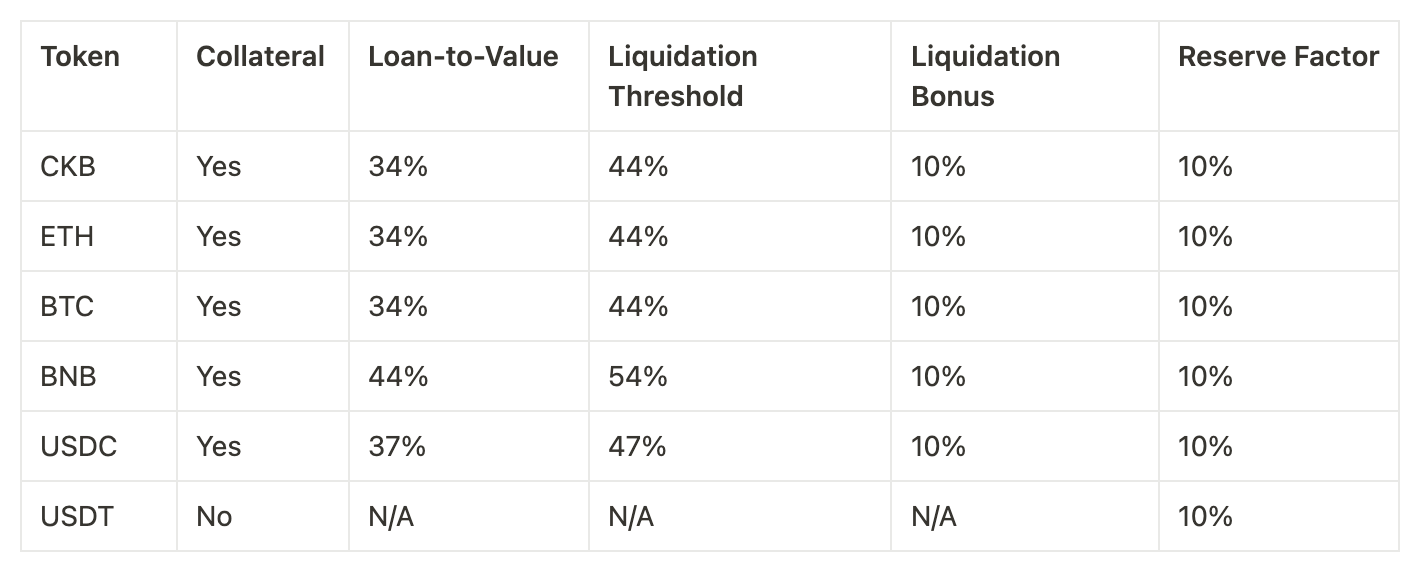 Token Collateral Loan-to-Value Liquidation Threshold Liquidation Bonus Reserve Factor
CKB Yes 34% 44% 10% 10%
ETH Yes 34% 44% 10% 10%
BTC Yes 34% 44% 10% 10%
BNB Yes 44% 54% 10% 10%
USDC Yes 37% 47% 10% 10%
USDT No N/A N/A N/A 10%